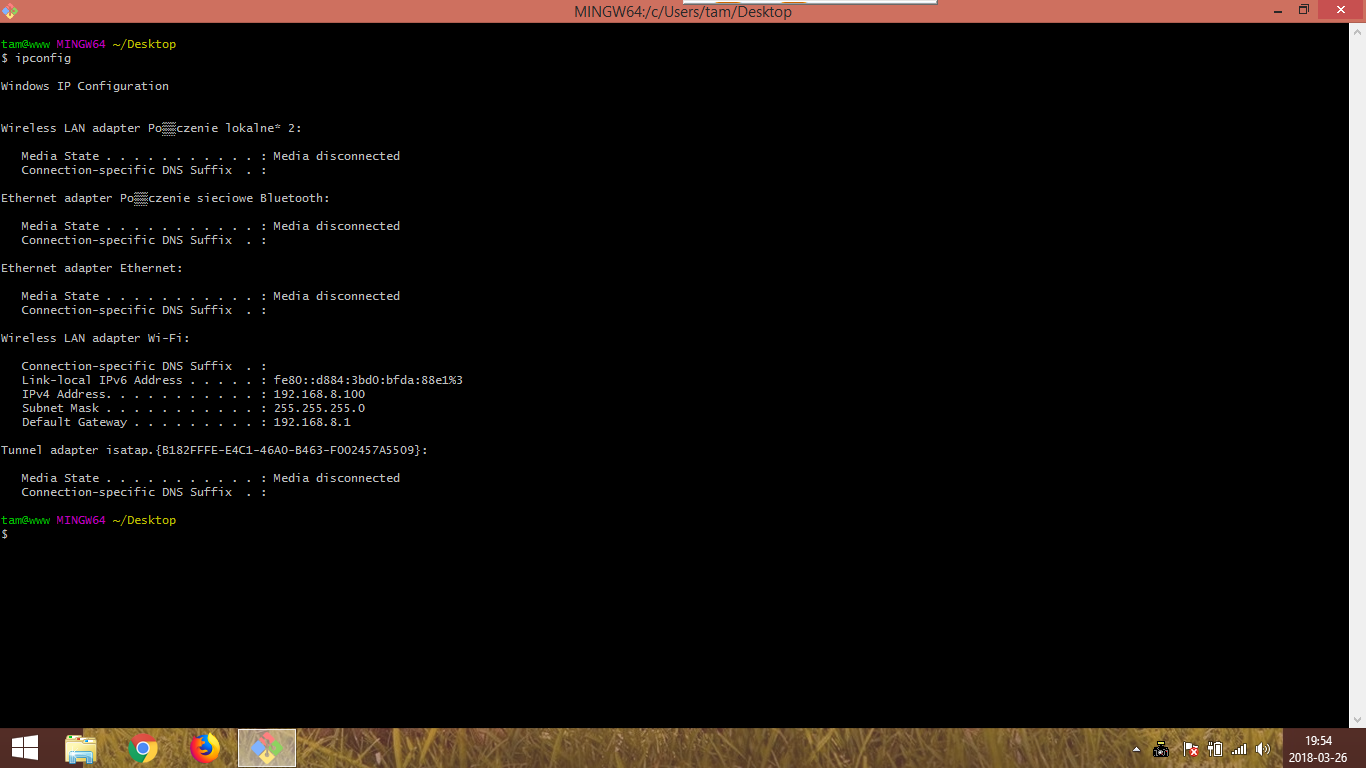 MINGW64:/c/Users/tam/Desktop
tam@www MINGW64 ~/Desktop
$ ipconfig
Windows IP Configuration
Wireless LAN adapter Po▒▒czenie lokalne* 2:
Media State . . . . . . . . . . . : Media disconnected
Connection-specific DNS Suffix  . :
Ethernet adapter Po▒▒czenie sieciowe Bluetooth:
Media State . . . . . . . . . . . : Media disconnected
Connection-specific DNS Suffix  . :
Ethernet adapter Ethernet:
Media State . . . . . . . . . . . : Media disconnected
Connection-specific DNS Suffix  . :
Wireless LAN adapter Wi-Fi:
Connection-specific DNS Suffix  . :
Link-local IPv6 Address . . . . . : fe80::d884:3bd0:bfda:88e1%3
IPv4 Address. . . . . . . . . . . : 192.168.8.100
Subnet Mask . . . . . . . . . . . : 255.255.255.0
Default Gateway . . . . . . . . . : 192.168.8.1
Tunnel adapter isatap.{B182FFFE-E4C1-46A0-B463-F002457A5509}:
Media State . . . . . . . . . . . : Media disconnected
Connection-specific DNS Suffix  . :
tam@www MINGW64 ~/Desktop
$
19:54
2018-03-26